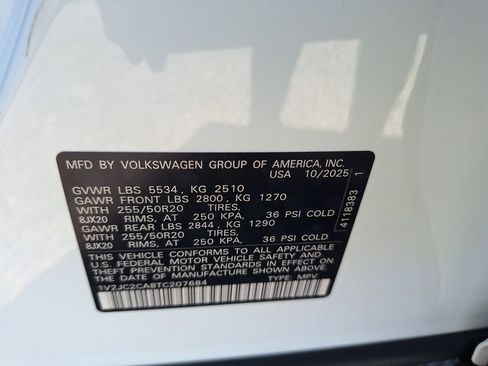 MFD BY VOLKSWAGEN GROUP OF AMERICA, INC.
USA 10/2025
GVWR LBS 5534 , KG 2510
GAWR FRONT LBS 2800 , KG 1270
WITH 255/50R20 TIRES,
8JX20 RIMS, AT 250 KPA, 36 PSI COLD
GAWR REAR LBS 2844 , KG 1290
WITH 255/50R20 TIRES,
8JX20 RIMS, AT 250 KPA, 36 PSI COLD
THIS VEHICLE CONFORMS TO ALL APPLICABLE
U.S. FEDERAL MOTOR VEHICLE SAFETY AND
THEFT PREVENTION STANDARDS IN EFFECT ON
THE DATE OF MANUFACTURE SHOWN ABOVE.
1V2JC2CA8TC207684 TYPE: MPV
4118383 1